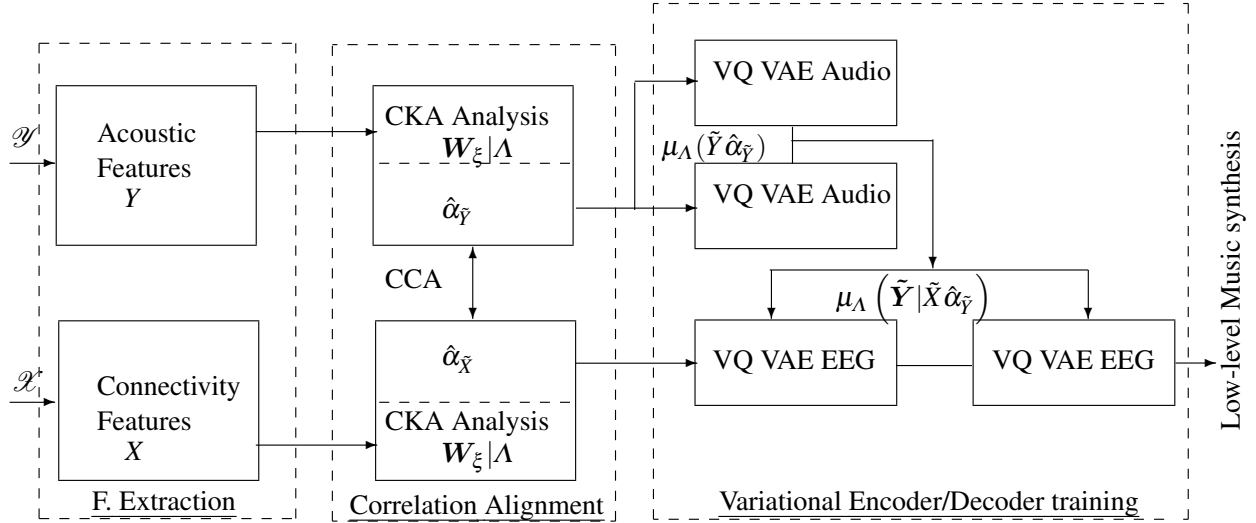 𝒴
Acoustic
Features
Y
F. Extraction
𝒳
Connectivity
Features
X
CKA Analysis
W_ξ|Λ
α̂_Ỹ
CCA
α̂_X̃
CKA Analysis
W_ξ|Λ
Correlation Alignment
VQ VAE Audio
μ_Λ(Ỹα̂_Ỹ)
VQ VAE Audio
μ_Λ(Ỹ|X̃α̂_Ỹ)
VQ VAE EEG
VQ VAE EEG
Variational Encoder/Decoder training
Low-level Music synthesis